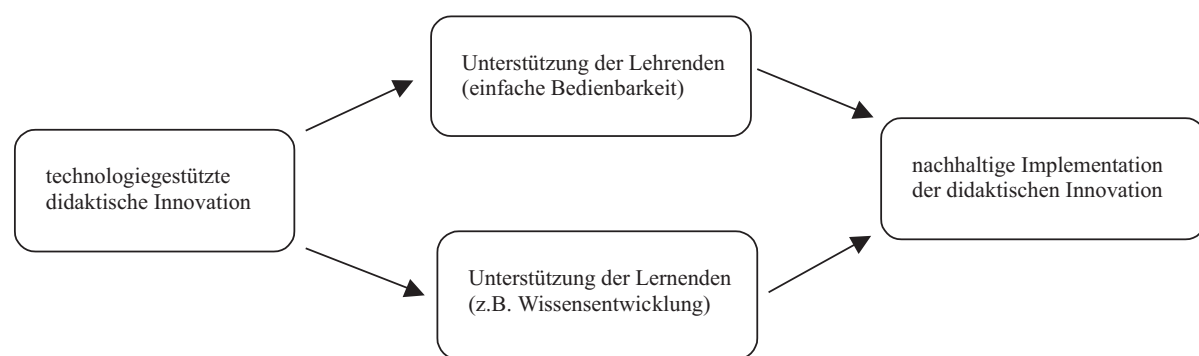 Unterstützung der Lehrenden
(einfache Bedienbarkeit)
technologiegestützte
didaktische Innovation
nachhaltige Implementation
der didaktischen Innovation
Unterstützung der Lernenden
(z.B. Wissensentwicklung)